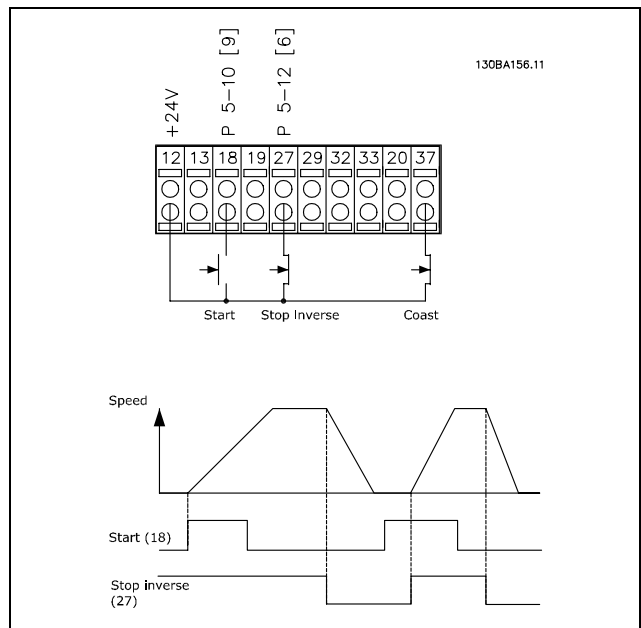 130BA156.11
+24V
P 5-10 [9]
P 5-12 [6]
12 13 18 19 27 29 32 33 20 37
Start Stop Inverse Coast
Speed
Start (18)
Stop inverse
(27)